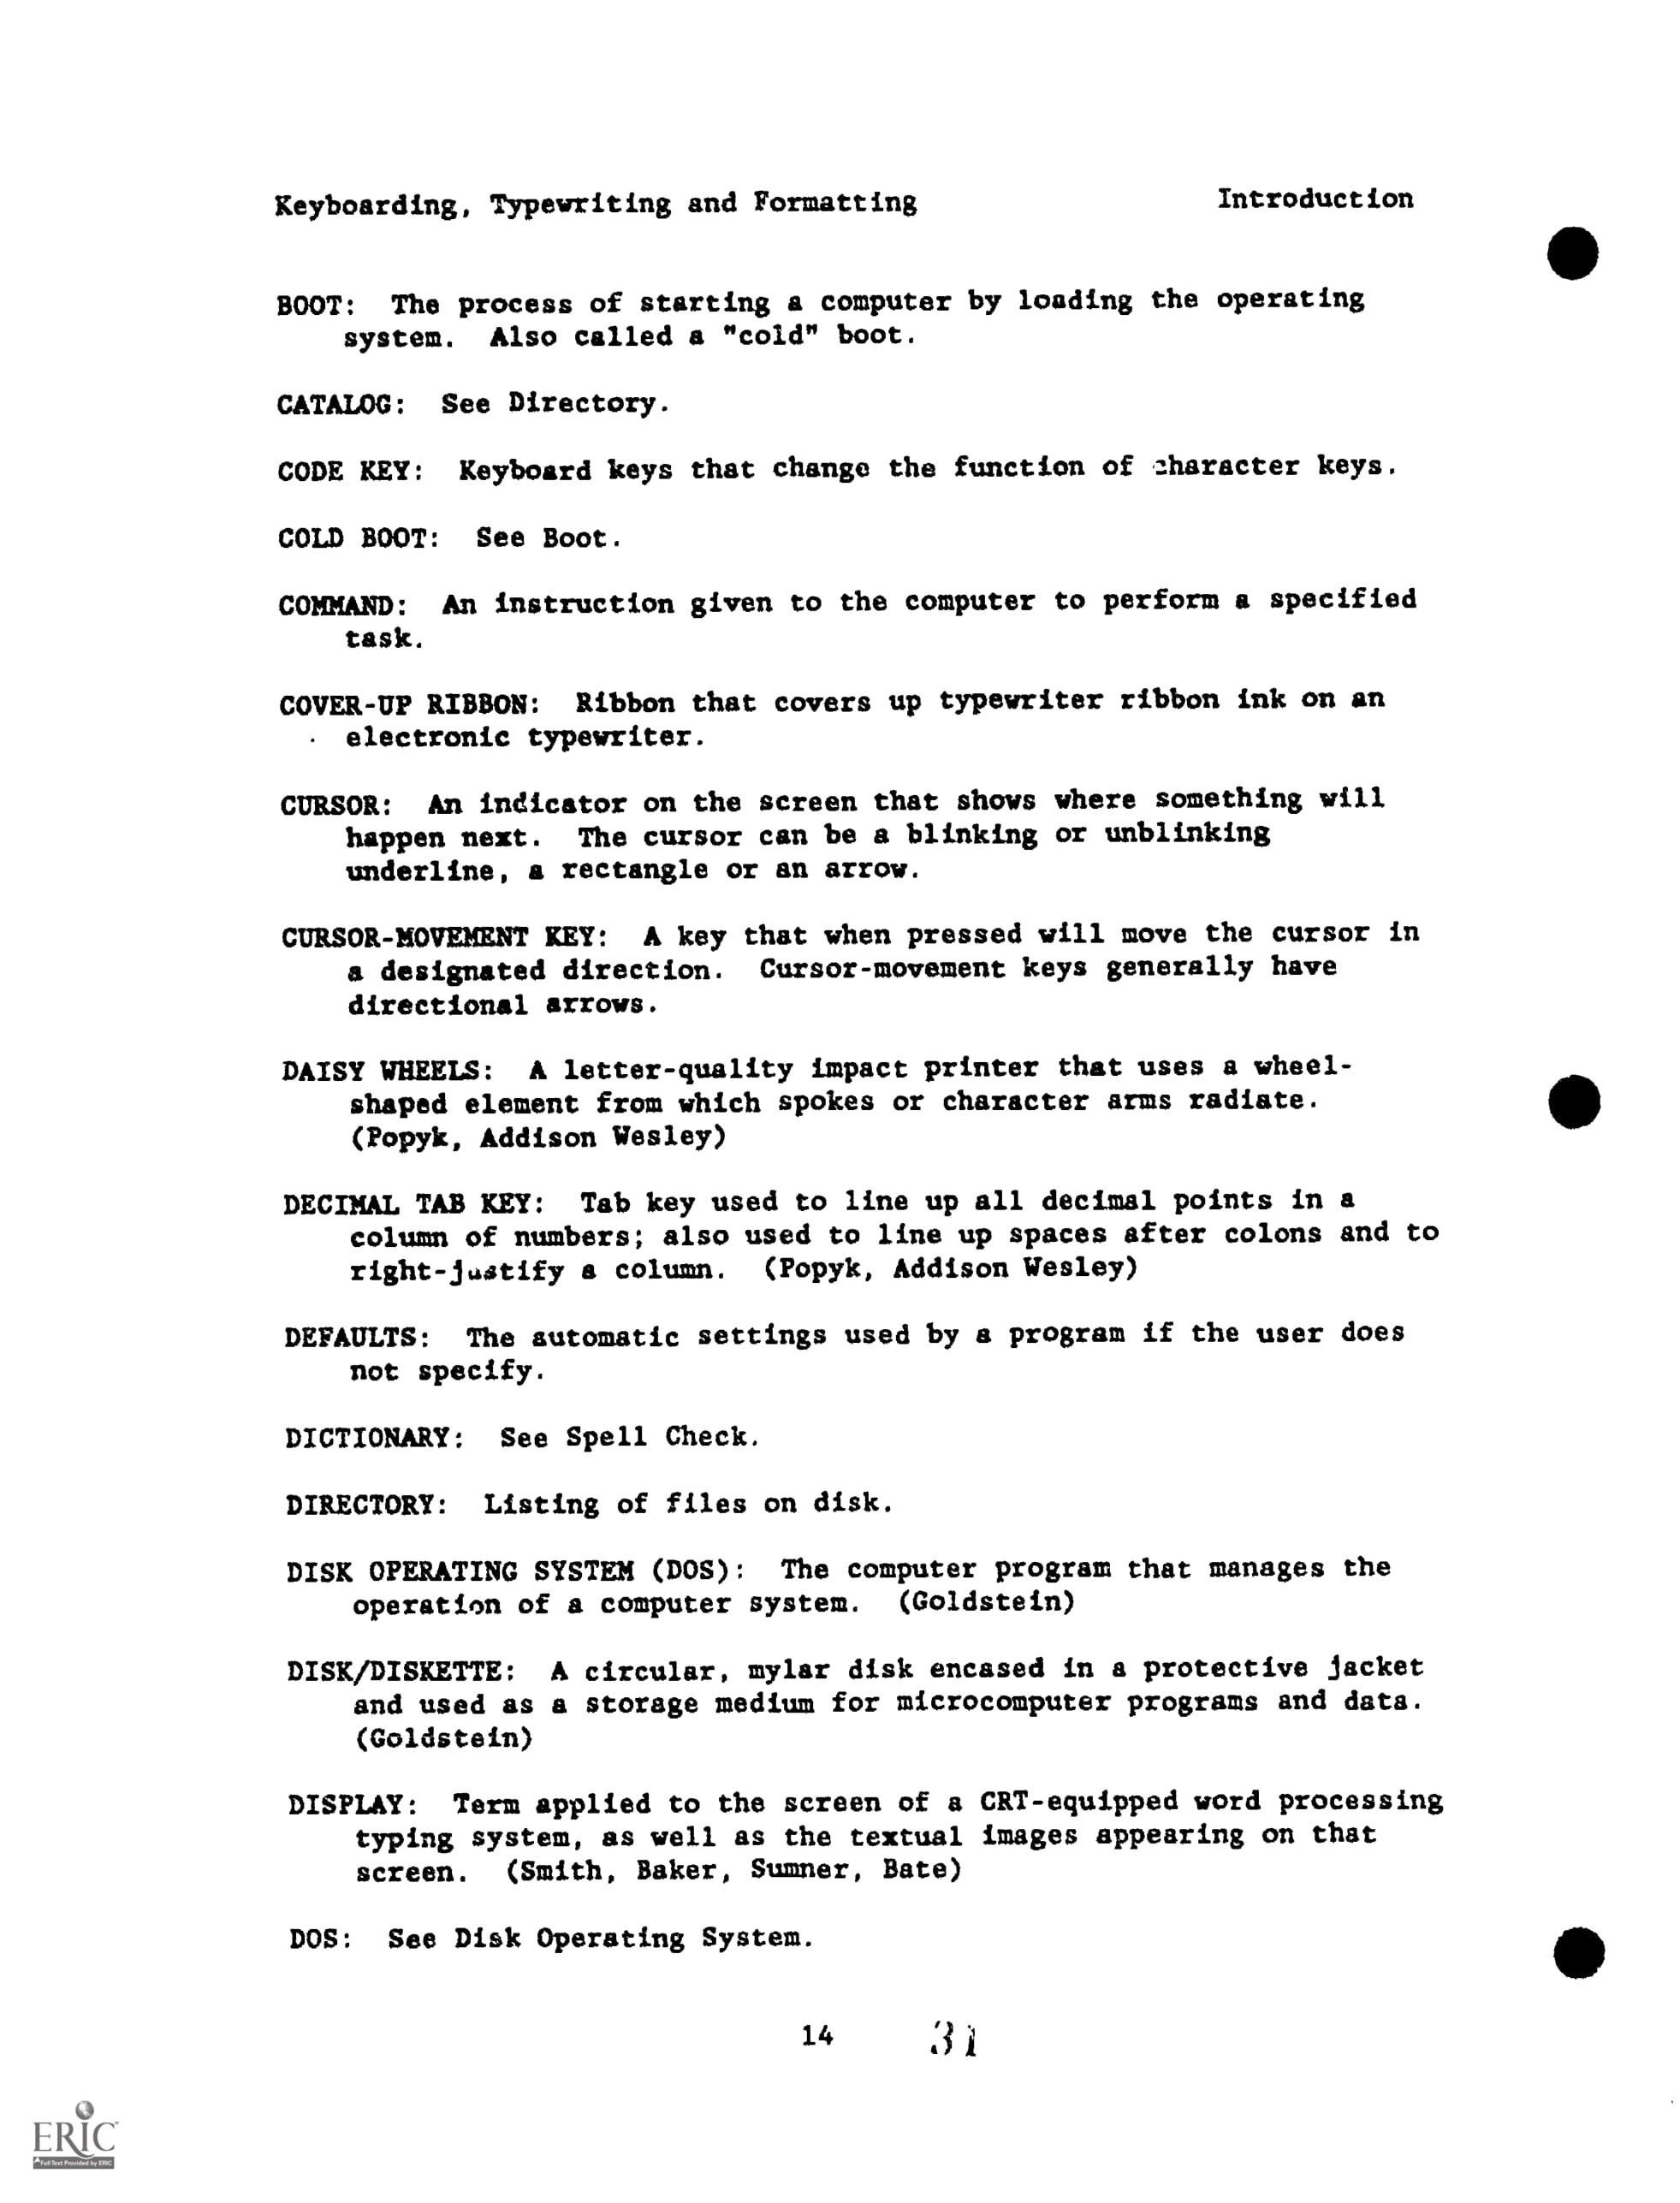 Keyboarding, Typewriting and Formatting Introduction
BOOT: The process of starting a computer by loading the operating
system. Also called a "cold" boot.
CATALOG: See Directory.
CODE KEY: Keyboard keys that change the function of character keys.
COLD BOOT: See Boot.
COMMAND: An instruction given to the computer to perform a specified
task.
COVER-UP RIBBON: Ribbon that covers up typewriter ribbon ink on an
electronic typewriter.
CURSOR: An indicator on the screen that shows where something will
happen next. The cursor can be a blinking or unblinking
underline, a rectangle or an arrow.
CURSOR-MOVEMENT KEY: A key that when pressed will move the cursor in
a designated direction. Cursor-movement keys generally have
directional arrows.
DAISY WHEELS: A letter-quality impact printer that uses a wheel-
shaped element from which spokes or character arms radiate.
(Popyk, Addison Wesley)
DECIMAL TAB KEY: Tab key used to line up all decimal points in a
column of numbers; also used to line up spaces after colons and to
right-justify a column. (Popyk, Addison Wesley)
DEFAULTS: The automatic settings used by a program if the user does
not specify.
DICTIONARY: See Spell Check.
DIRECTORY: Listing of files on disk.
DISK OPERATING SYSTEM (DOS): The computer program that manages the
operation of a computer system. (Goldstein)
DISK/DISKETTE: A circular, mylar disk encased in a protective jacket
and used as a storage medium for microcomputer programs and data.
(Goldstein)
DISPLAY: Term applied to the screen of a CRT-equipped word processing
typing system, as well as the textual images appearing on that
screen. (Smith, Baker, Sumner, Bate)
DOS: See Disk Operating System.
14 31
ERIC
Full Text Provided by ERIC